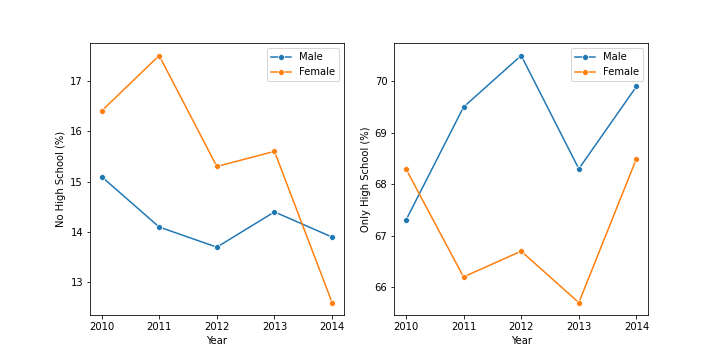 No High School (%)
17
16
15
14
13
2010 2011 2012 2013 2014
Year
Male
Female
Only High School (%)
70
69
68
67
66
2010 2011 2012 2013 2014
Year
Male
Female